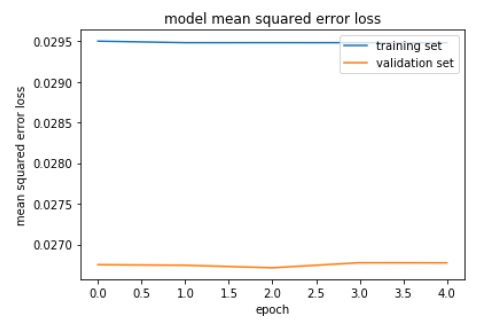 model mean squared error loss
training set
validation set
mean squared error loss
0.0295
0.0290
0.0285
0.0280
0.0275
0.0270
0.0 0.5 1.0 1.5 2.0 2.5 3.0 3.5 4.0
epoch